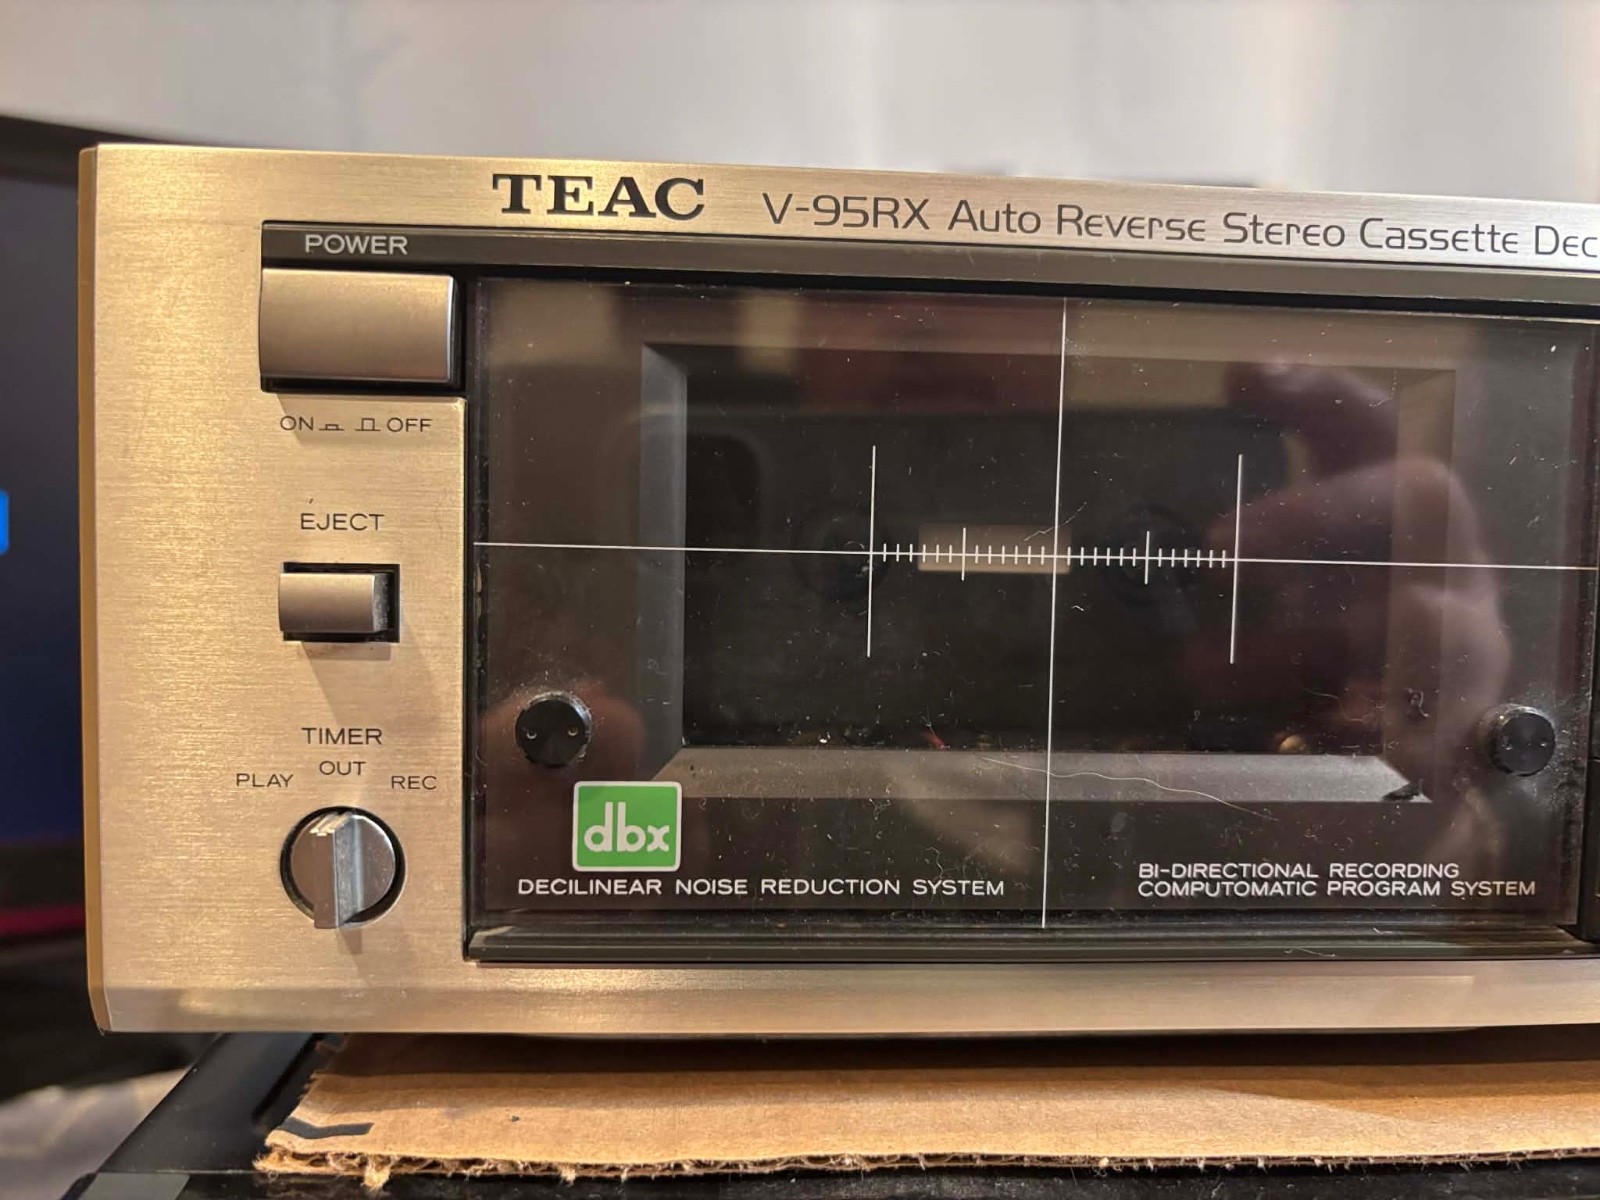 TEAC V-95RX Auto Reverse Stereo Cassette Dec
POWER
ON OFF
EJECT
TIMER
OUT
PLAY REC
dbx
DECILINEAR NOISE REDUCTION SYSTEM
BI-DIRECTIONAL RECORDING
COMPUTOMATIC PROGRAM SYSTEM